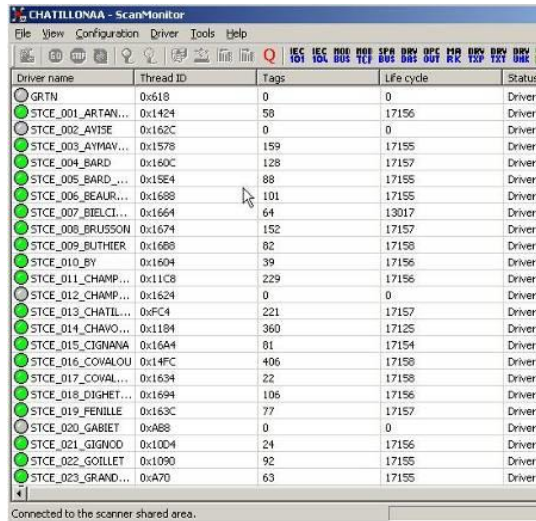 CHATILLONAA - ScanMonitor
File View Configuration Driver Tools Help
GO STOP Q IEC 101 IEC 104 MOD BUS MOD TCP SPA BUS DRV DAS OPC OUT MA RK DRV TXP DRV TXT DRV UHK
Driver name Thread ID Tags Life cycle Status
GRTN 0x618 0 0 Driver
STCE_001_ARTAN... 0x1424 58 17156 Driver
STCE_002_AVISE 0x162C 0 0 Driver
STCE_003_AYMAV... 0x1578 159 17155 Driver
STCE_004_BARD 0x160C 128 17157 Driver
STCE_005_BARD_... 0x15E4 88 17155 Driver
STCE_006_BEAUR... 0x1688 101 17155 Driver
STCE_007_BIELCI... 0x1664 64 13017 Driver
STCE_008_BRUSSON 0x1674 152 17157 Driver
STCE_009_BUTHIER 0x16B8 82 17158 Driver
STCE_010_BY 0x1604 39 17156 Driver
STCE_011_CHAMP... 0x11C8 229 17156 Driver
STCE_012_CHAMP... 0x1624 0 0 Driver
STCE_013_CHATIL... 0xFC4 221 17157 Driver
STCE_014_CHAVO... 0x1184 360 17125 Driver
STCE_015_CIGNANA 0x16A4 81 17154 Driver
STCE_016_COVALOU 0x14FC 406 17158 Driver
STCE_017_COVAL... 0x1634 22 17158 Driver
STCE_018_DIGHET... 0x1694 106 17156 Driver
STCE_019_FENILLE 0x163C 77 17157 Driver
STCE_020_GABIET 0xAB8 0 0 Driver
STCE_021_GIGNOD 0x10D4 24 17156 Driver
STCE_022_GOILLET 0x1090 92 17155 Driver
STCE_023_GRAND... 0xA70 63 17155 Driver
Connected to the scanner shared area.